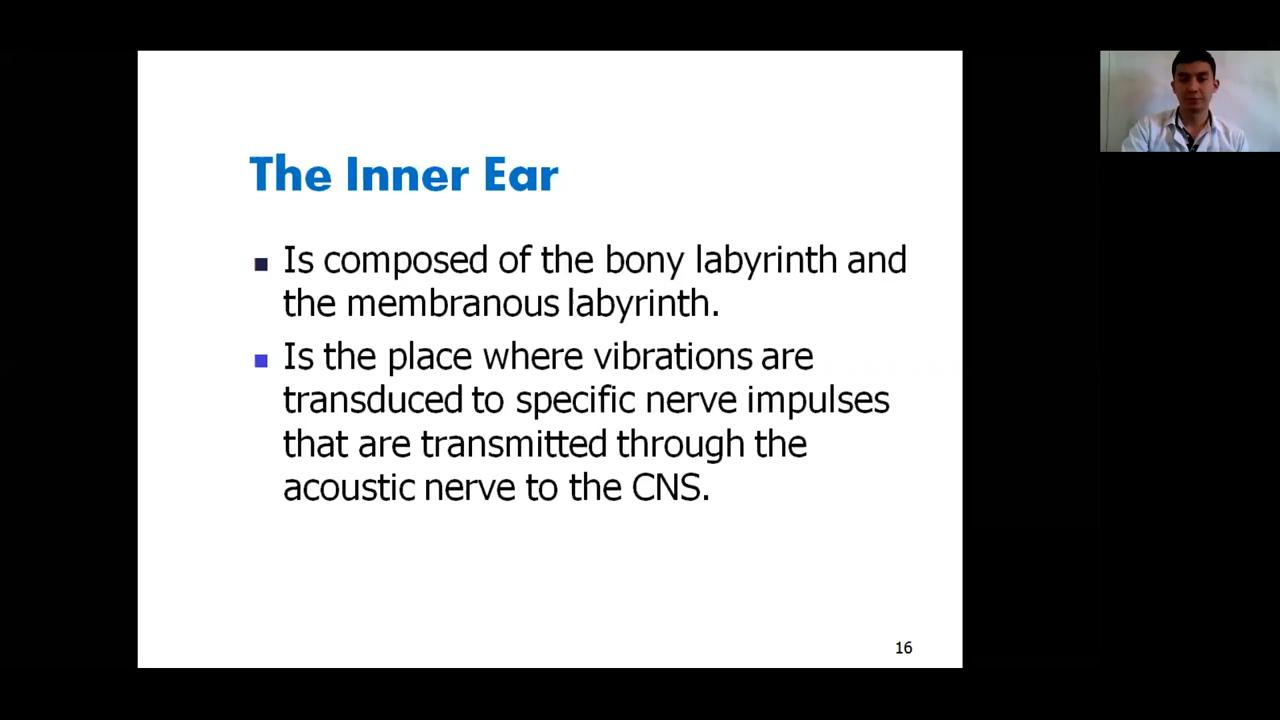 The Inner Ear
Is composed of the bony labyrinth and
the membranous labyrinth.
Is the place where vibrations are
transduced to specific nerve impulses
that are transmitted through the
acoustic nerve to the CNS.
16